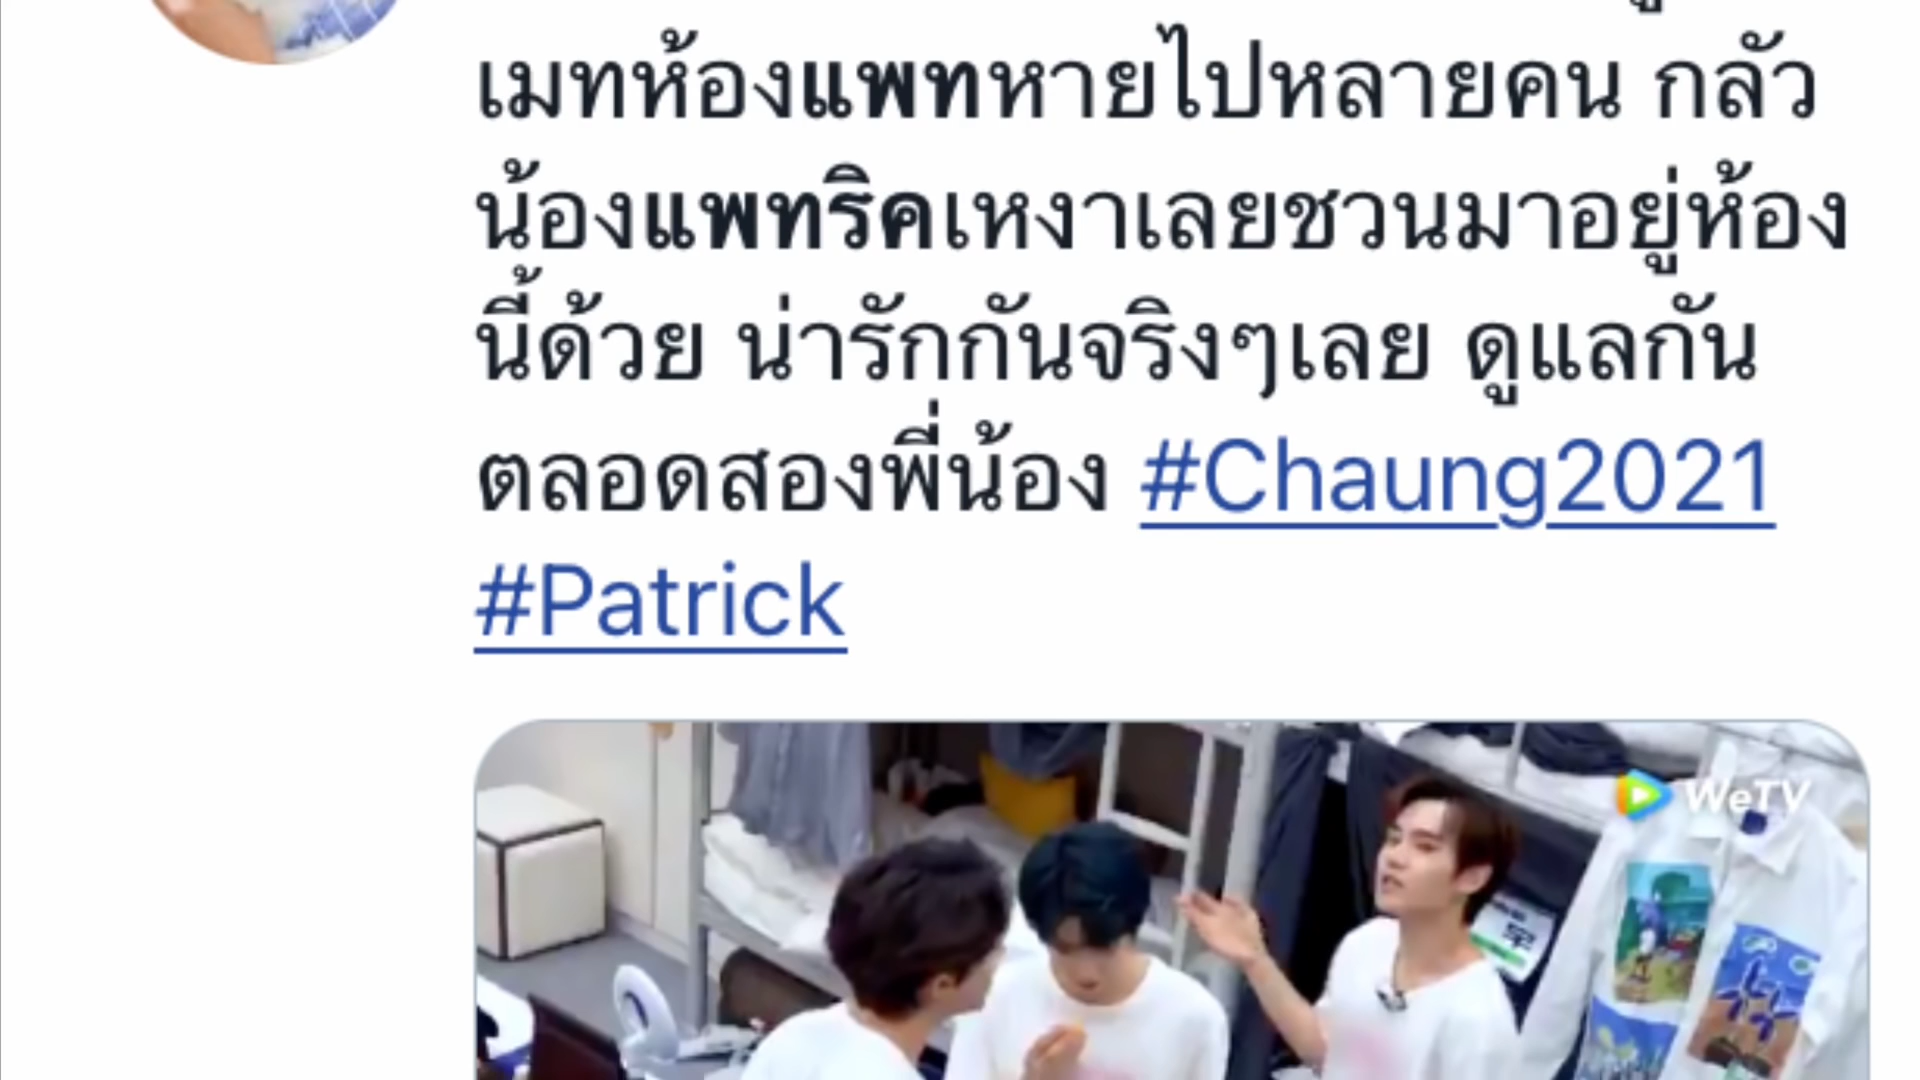 เมทห้องแพทหายไปหลายคน กลัว
น้องแพทริคเหงาเลยชวนมาอยู่ห้อง
นี้ด้วย น่ารักกันจริงๆเลย ดูแลกัน
ตลอดสองพี่น้อง #Chaung2021
#Patrick
WeTV